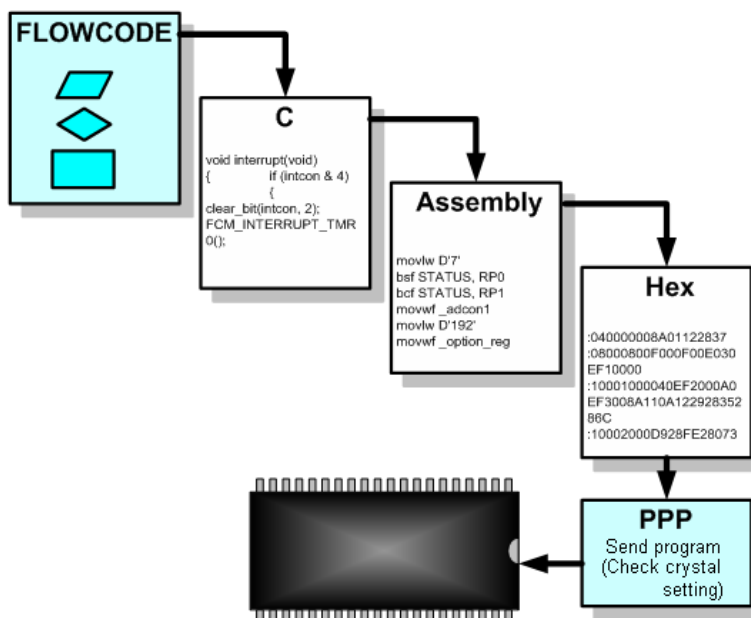 FLOWCODE
C
void interrupt(void)
{ if (intcon & 4)
{
clear_bit(intcon, 2);
FCM_INTERRUPT_TMR
0();
Assembly
movlw D'7'
bsf STATUS, RP0
bcf STATUS, RP1
movwf _adcon1
movlw D'192'
movwf _option_reg
Hex
:040000008A01122837
:08000800F000F00E030
EF10000
:10001000040EF2000A0
EF3008A110A122928352
86C
:10002000D928FE28073
PPP
Send program
(Check crystal
setting)